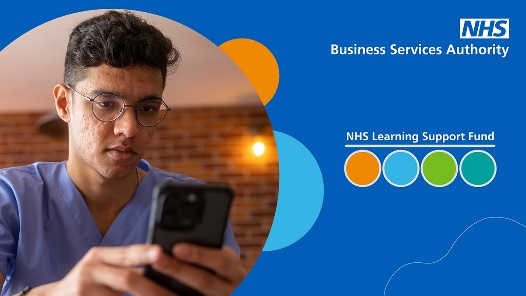 NHS
Business Services Authority
NHS Learning Support Fund